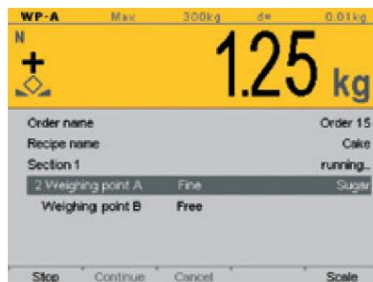 WP-A Max 300kg d= 0.01kg
N
+
1.25 kg
Order name Order 15
Recipe name Cake
Section 1 running..
2 Weighing point A Fine Sugar
Weighing point B Free
Stop Continue Cancel Scale